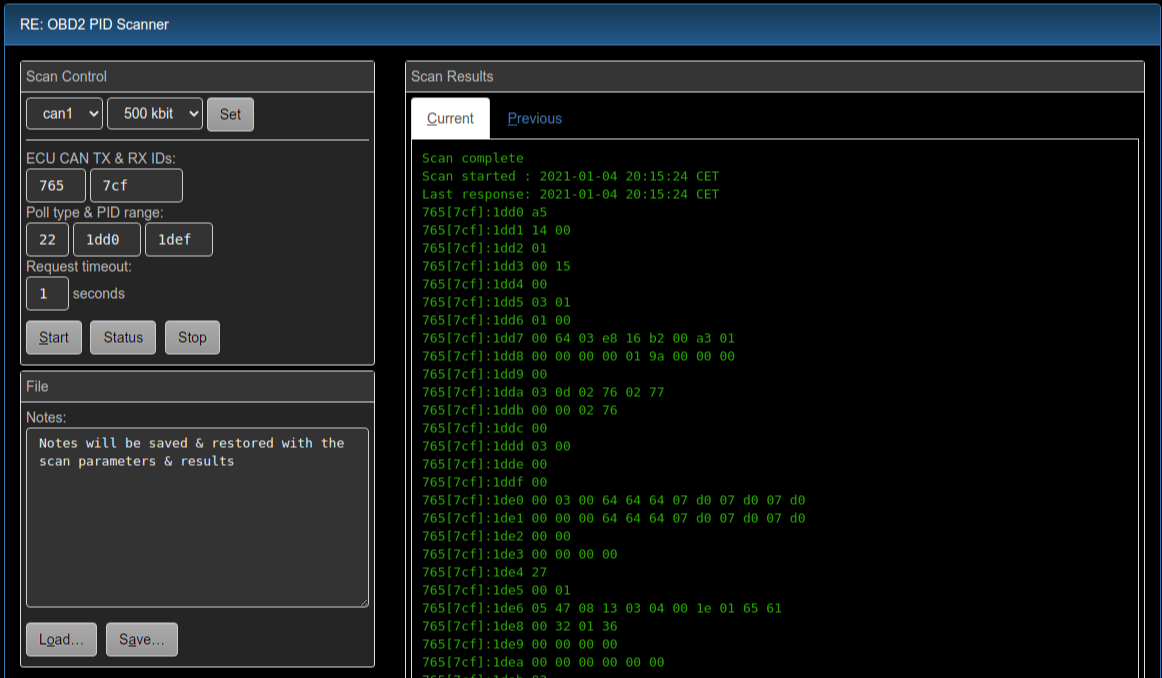 RE: OBD2 PID Scanner
Scan Control
can1 500 kbit Set
ECU CAN TX & RX IDs:
765 7cf
Poll type & PID range:
22 1dd0 1def
Request timeout:
1 seconds
Start Status Stop
File
Notes:
Notes will be saved & restored with the
scan parameters & results
Load... Save...
Scan Results
Current Previous
Scan complete
Scan started : 2021-01-04 20:15:24 CET
Last response: 2021-01-04 20:15:24 CET
765[7cf]:1dd0 a5
765[7cf]:1dd1 14 00
765[7cf]:1dd2 01
765[7cf]:1dd3 00 15
765[7cf]:1dd4 00
765[7cf]:1dd5 03 01
765[7cf]:1dd6 01 00
765[7cf]:1dd7 00 64 03 e8 16 b2 00 a3 01
765[7cf]:1dd8 00 00 00 00 01 9a 00 00 00
765[7cf]:1dd9 00
765[7cf]:1dda 03 0d 02 76 02 77
765[7cf]:1ddb 00 00 02 76
765[7cf]:1ddc 00
765[7cf]:1ddd 03 00
765[7cf]:1dde 00
765[7cf]:1ddf 00
765[7cf]:1de0 00 03 00 64 64 64 07 d0 07 d0 07 d0
765[7cf]:1de1 00 00 00 64 64 64 07 d0 07 d0 07 d0
765[7cf]:1de2 00 00
765[7cf]:1de3 00 00 00 00
765[7cf]:1de4 27
765[7cf]:1de5 00 01
765[7cf]:1de6 05 47 08 13 03 04 00 1e 01 65 61
765[7cf]:1de8 00 32 01 36
765[7cf]:1de9 00 00 00 00
765[7cf]:1dea 00 00 00 00 00 00